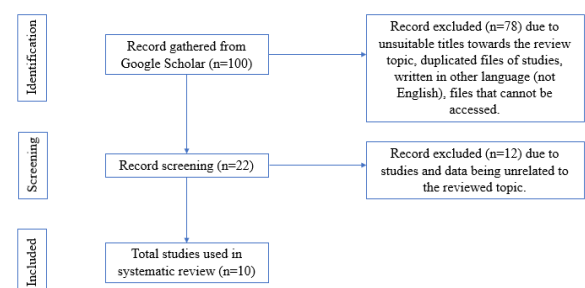 Identification
Record gathered from
Google Scholar (n=100)
Record excluded (n=78) due to
unsuitable titles towards the review
topic, duplicated files of studies,
written in other language (not
English), files that cannot be
accessed.
Screening
Record screening (n=22)
Record excluded (n=12) due to
studies and data being unrelated to
the reviewed topic.
Included
Total studies used in
systematic review (n=10)